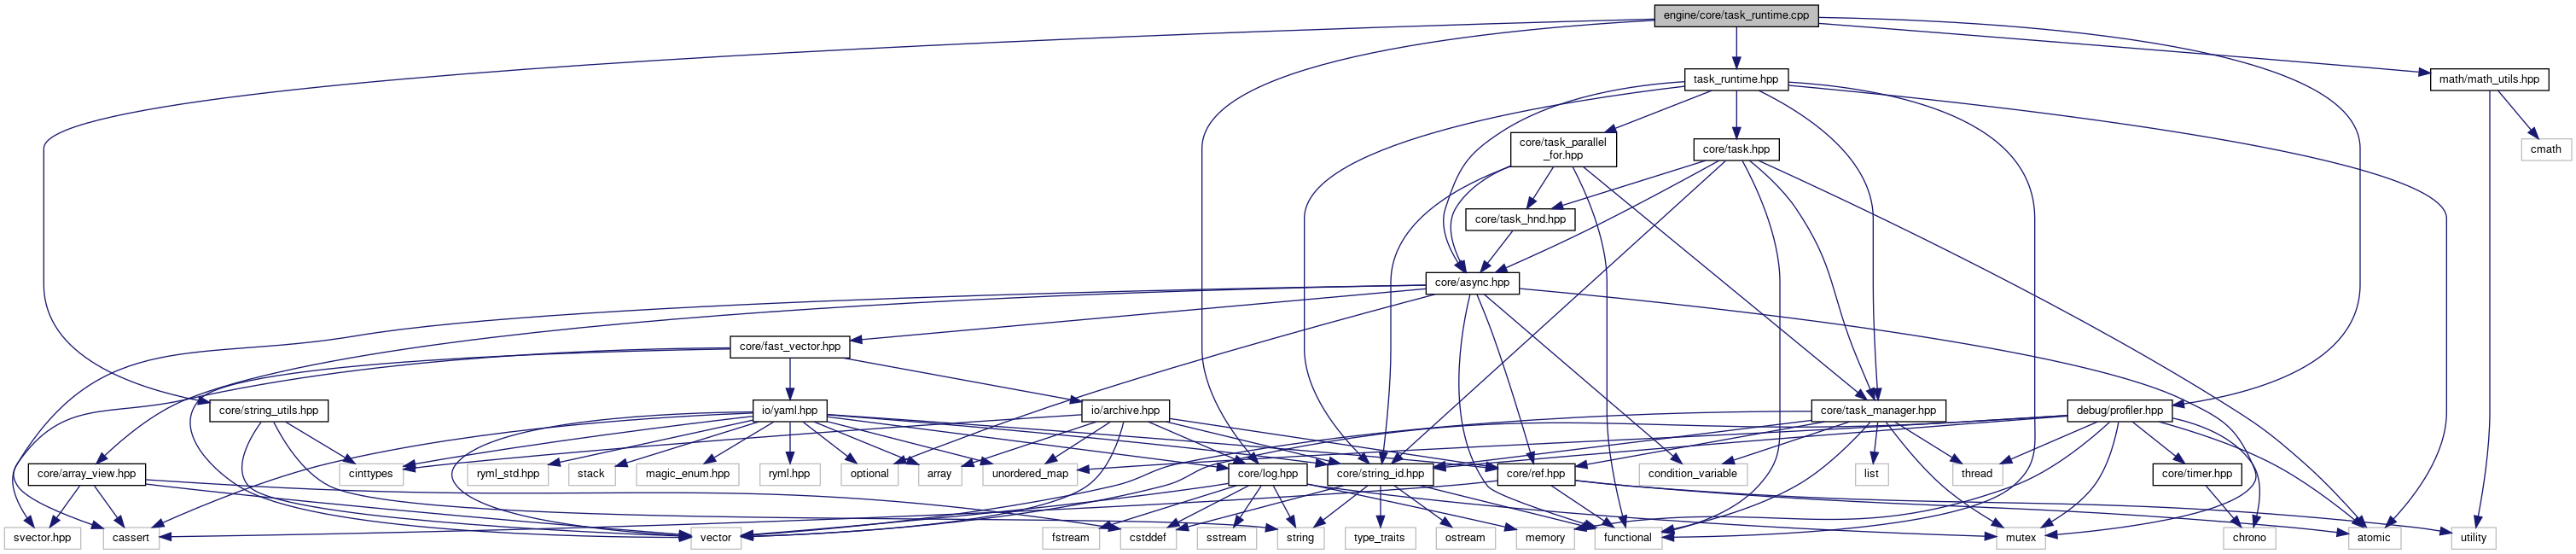 engine/core/task_runtime.cpp
task_runtime.hpp
math/math_utils.hpp
core/task_parallel
_for.hpp
core/task.hpp
cmath
core/task_hnd.hpp
core/async.hpp
core/fast_vector.hpp
core/string_utils.hpp
io/yaml.hpp
io/archive.hpp
core/task_manager.hpp
debug/profiler.hpp
core/array_view.hpp
cinttypes
ryml_std.hpp
stack
magic_enum.hpp
ryml.hpp
optional
array
unordered_map
core/log.hpp
core/string_id.hpp
core/ref.hpp
condition_variable
list
thread
core/timer.hpp
svector.hpp
cassert
vector
fstream
cstddef
sstream
string
type_traits
ostream
memory
functional
mutex
chrono
atomic
utility